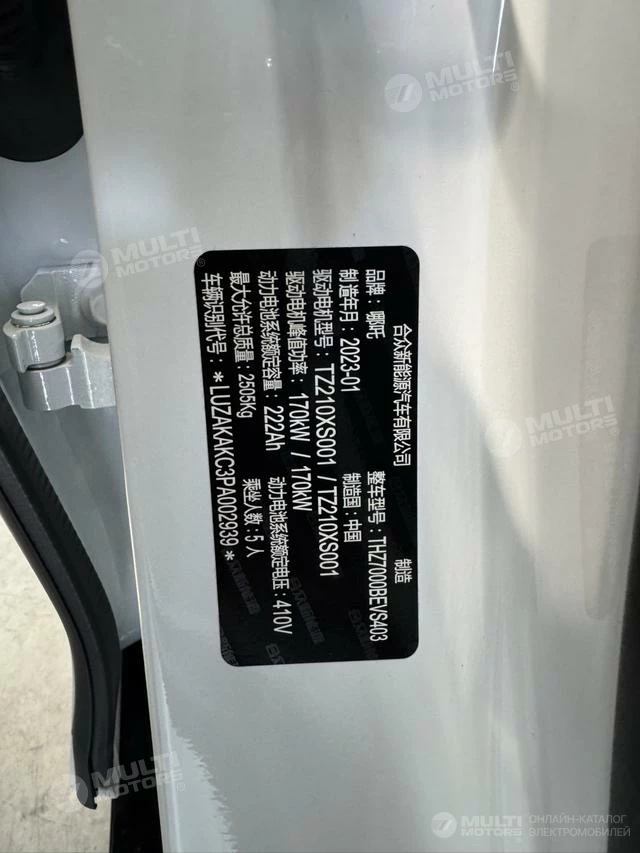 合众新能源汽车有限公司 制造
品牌：哪吒 整车型号：THZ7000BEVS403
制造年月：2023-01 制造国：中国
驱动电机型号：TZ210XS001 / TZ210XS001
驱动电机峰值功率：170kW / 170kW
动力电池系统额定容量：222Ah 动力电池系统额定电压：410V
最大允许总质量：2505kg 乘坐人数：5人
车辆识别代号：*LUZAKAKC3PA002939*
MULTI MOTORS®
MULTI MOTORS
MULTI MOTORS
MULTI MOTORS
MULTI MOTORS
ОНЛАЙН-КАТАЛОГ
ЭЛЕКТРОМОБИЛЕЙ